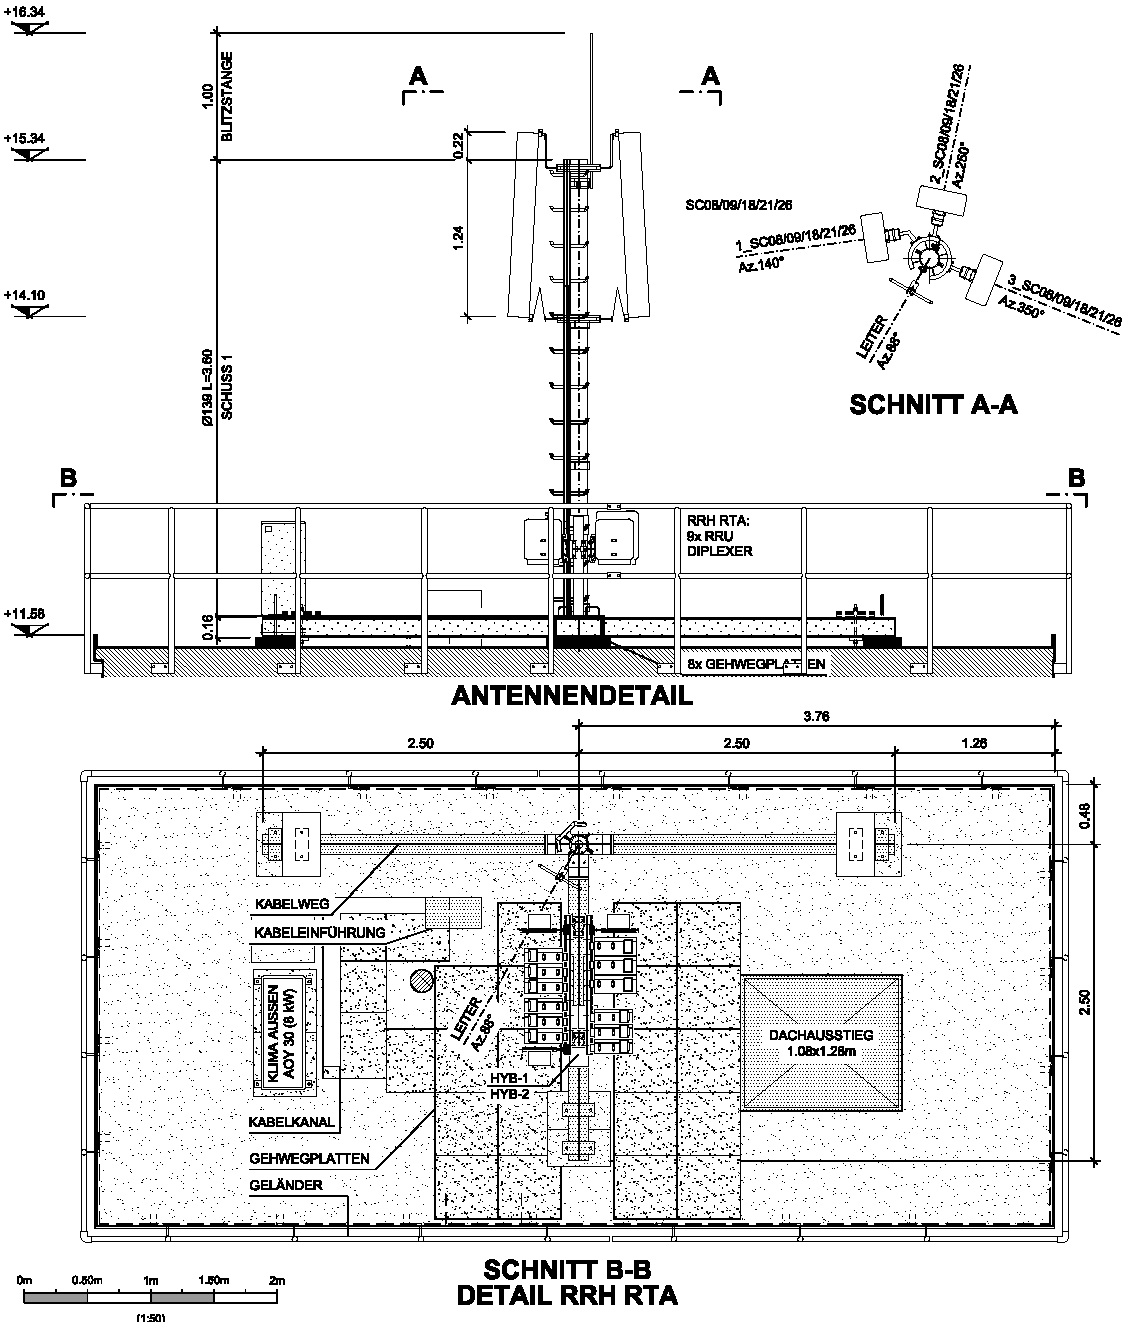 +16.34
1.00
BLITZSTANGE
A
A
+15.34
0.22
1.24
+14.10
Ø139 L=3.60
SCHUSS 1
SC08/09/18/21/26
2_SC08/09/18/21/26
Az.260°
1_SC08/09/18/21/26
Az.140°
3_SC08/09/18/21/26
Az.350°
LEITER
Az.88°
SCHNITT A-A
B
B
RRH RTA:
9x RRU
DIPLEXER
+11.58
0.16
8x GEHWEGPLATTEN
ANTENNENDETAIL
3.76
2.50
2.50
1.26
0.48
KABELWEG
KABELEINFÜHRUNG
KLIMA AUSSEN
AOY 30 (8 kW)
LEITER
Az.88°
DACHAUSSTIEG
1.08x1.28m
2.50
HYB-1
HYB-2
KABELKANAL
GEHWEGPLATTEN
GELÄNDER
SCHNITT B-B
DETAIL RRH RTA
0m 0.50m 1m 1.50m 2m
(1:50)